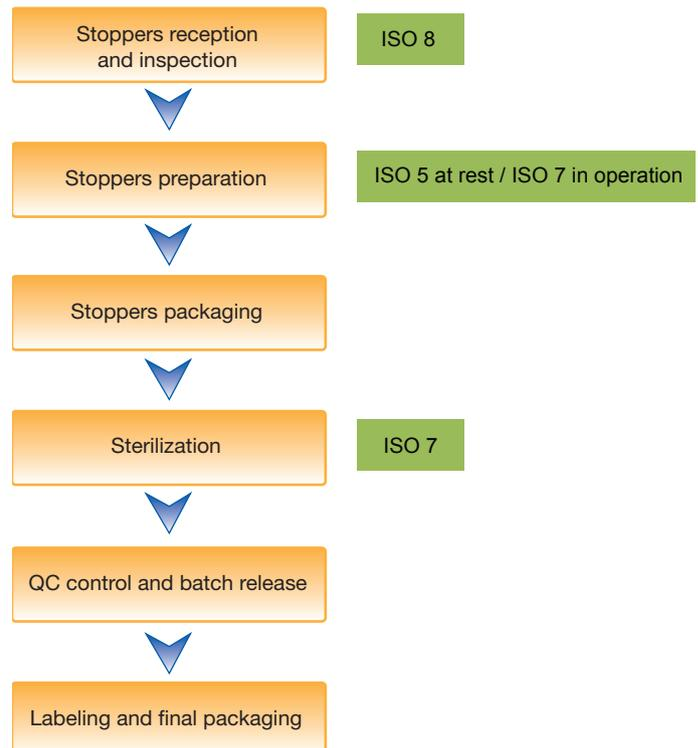 Stoppers reception
and inspection
ISO 8
Stoppers preparation
ISO 5 at rest / ISO 7 in operation
Stoppers packaging
Sterilization
ISO 7
QC control and batch release
Labeling and final packaging